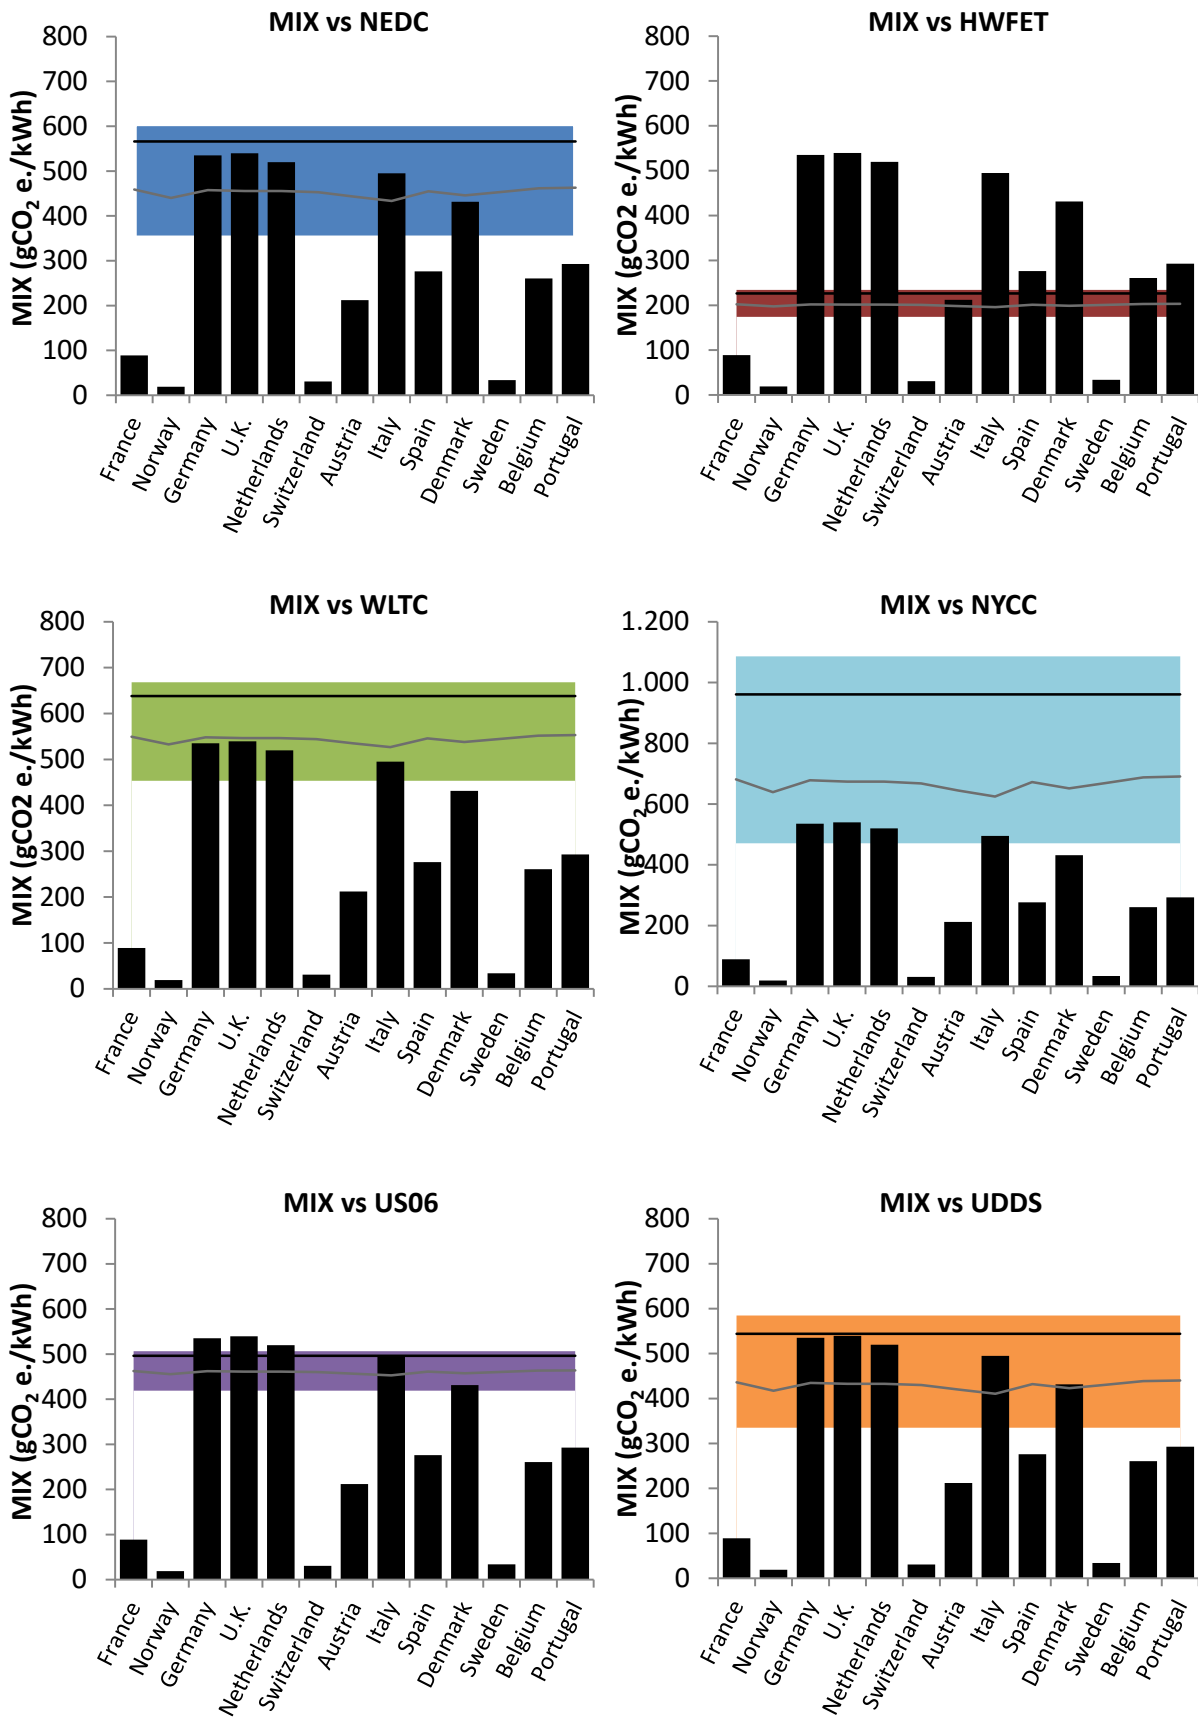 MIX vs NEDC
MIX (gCO2 e./kWh)
800
700
600
500
400
300
200
100
0
France
Norway
Germany
U.K.
Netherlands
Switzerland
Austria
Italy
Spain
Denmark
Sweden
Belgium
Portugal
MIX vs HWFET
MIX (gCO2 e./kWh)
800
700
600
500
400
300
200
100
0
France
Norway
Germany
U.K.
Netherlands
Switzerland
Austria
Italy
Spain
Denmark
Sweden
Belgium
Portugal
MIX vs WLTC
MIX (gCO2 e./kWh)
800
700
600
500
400
300
200
100
0
France
Norway
Germany
U.K.
Netherlands
Switzerland
Austria
Italy
Spain
Denmark
Sweden
Belgium
Portugal
MIX vs NYCC
MIX (gCO2 e./kWh)
1.200
1.000
800
600
400
200
0
France
Norway
Germany
U.K.
Netherlands
Switzerland
Austria
Italy
Spain
Denmark
Sweden
Belgium
Portugal
MIX vs US06
MIX (gCO2 e./kWh)
800
700
600
500
400
300
200
100
0
France
Norway
Germany
U.K.
Netherlands
Switzerland
Austria
Italy
Spain
Denmark
Sweden
Belgium
Portugal
MIX vs UDDS
MIX (gCO2 e./kWh)
800
700
600
500
400
300
200
100
0
France
Norway
Germany
U.K.
Netherlands
Switzerland
Austria
Italy
Spain
Denmark
Sweden
Belgium
Portugal